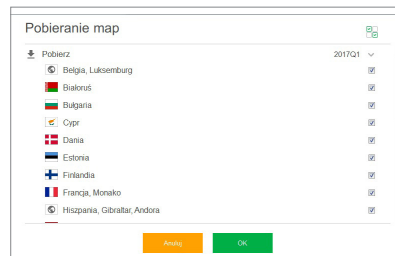 Pobieranie map
Pobierz 2017Q1
Belgia, Luksemburg
Białoruś
Bułgaria
Cypr
Dania
Estonia
Finlandia
Francja, Monako
Hiszpania, Gibraltar, Andora
Anuluj OK